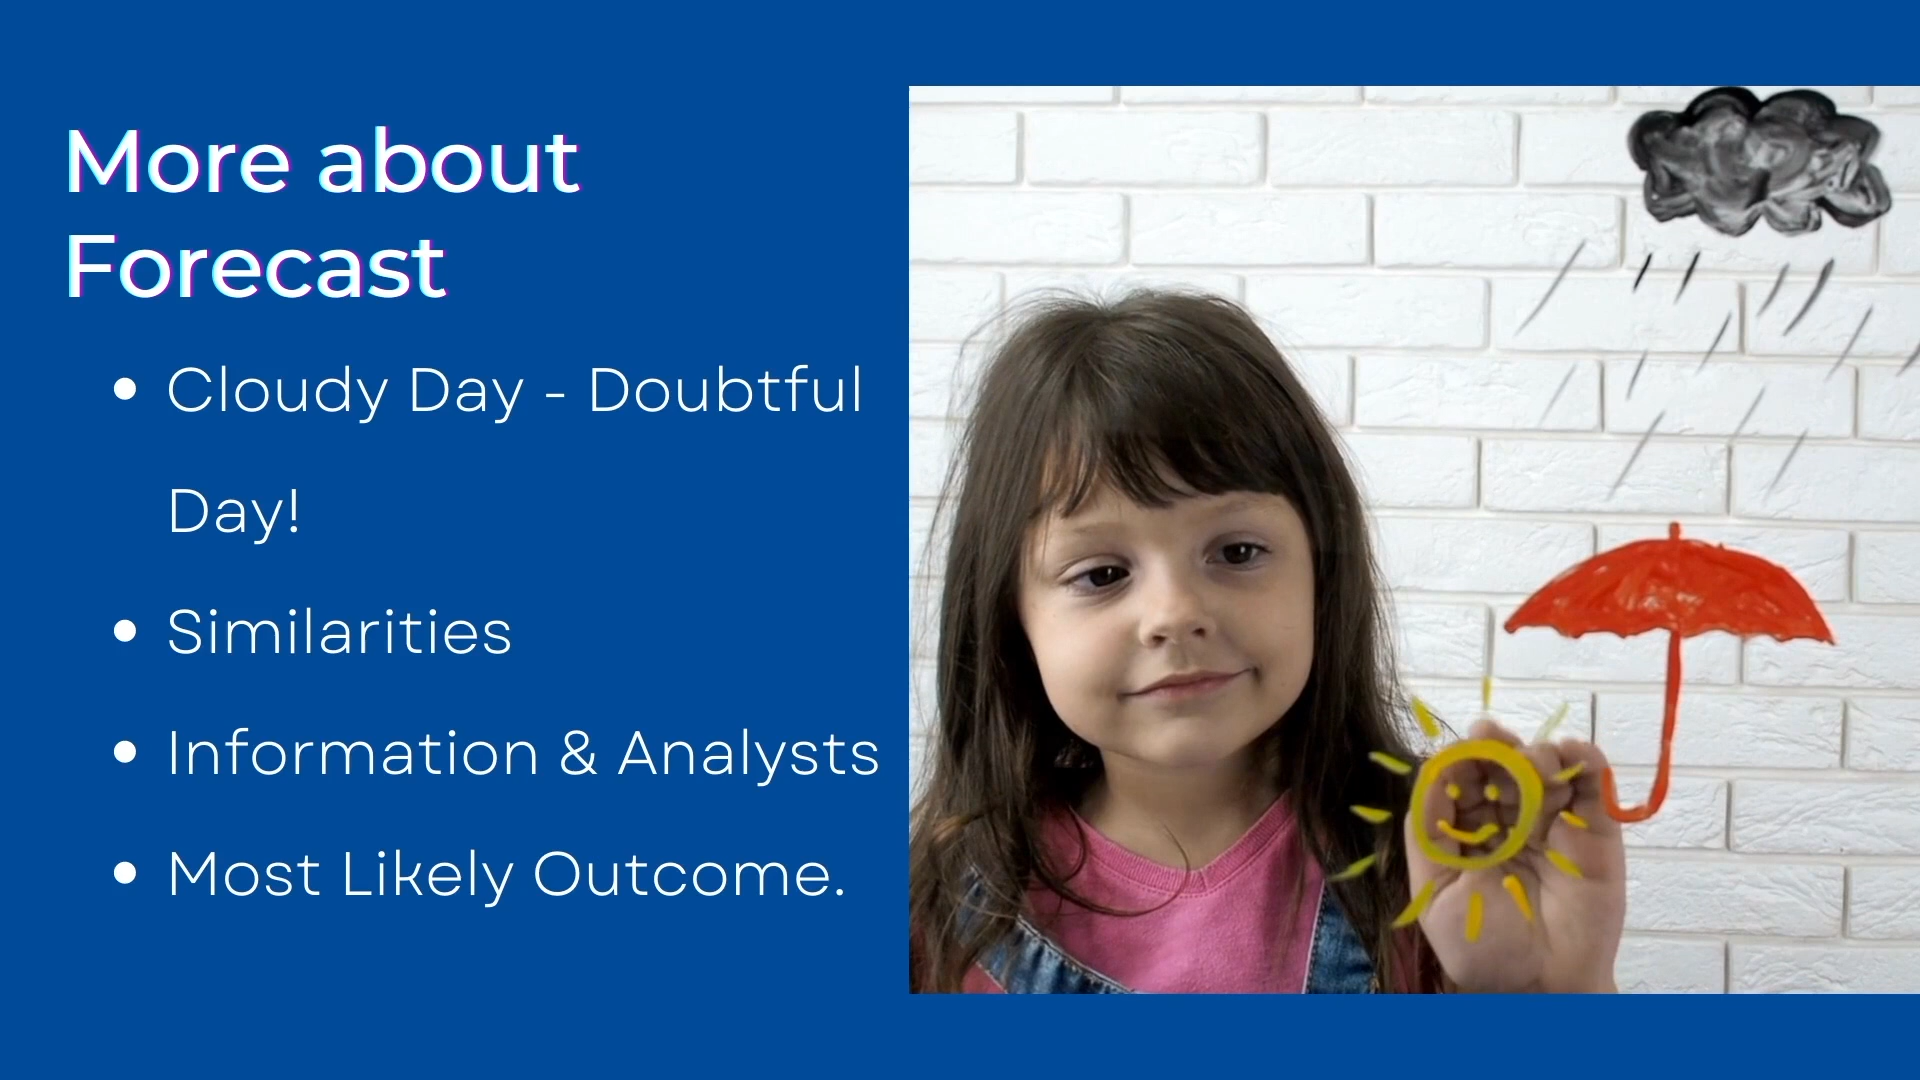 More about
Forecast
Cloudy Day - Doubtful
Day!
Similarities
Information & Analysts
Most Likely Outcome.